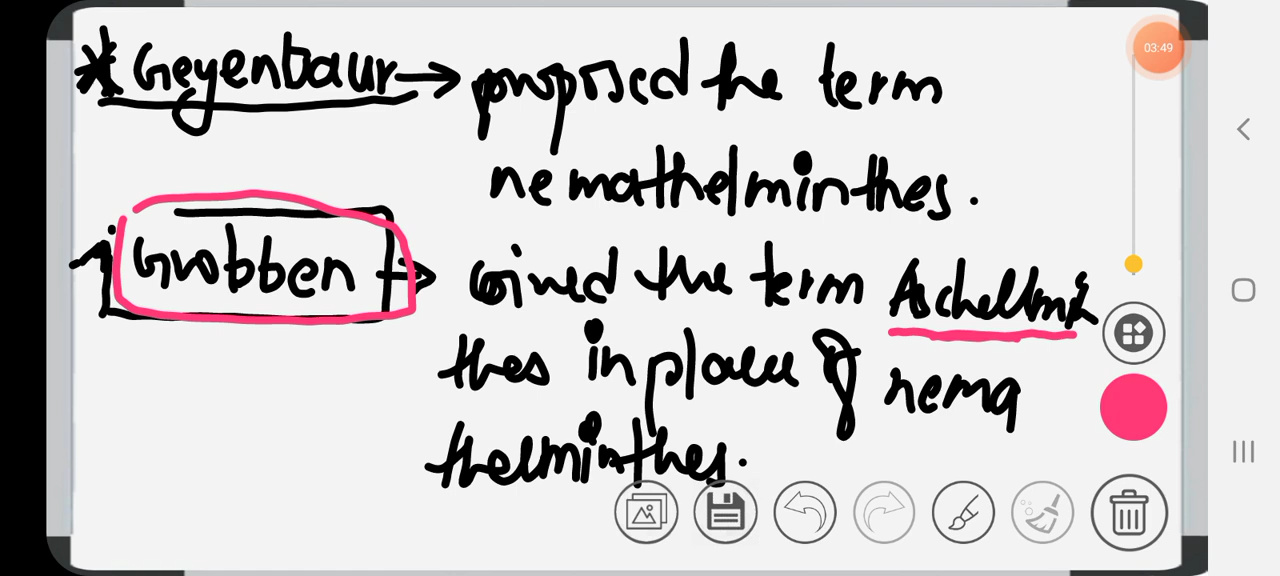 03:49
* Gegenbaur → proposed the term
nemathelminthes.
* Grobben → coined the term Aschelmin
thes in place of nema
thelminthes.